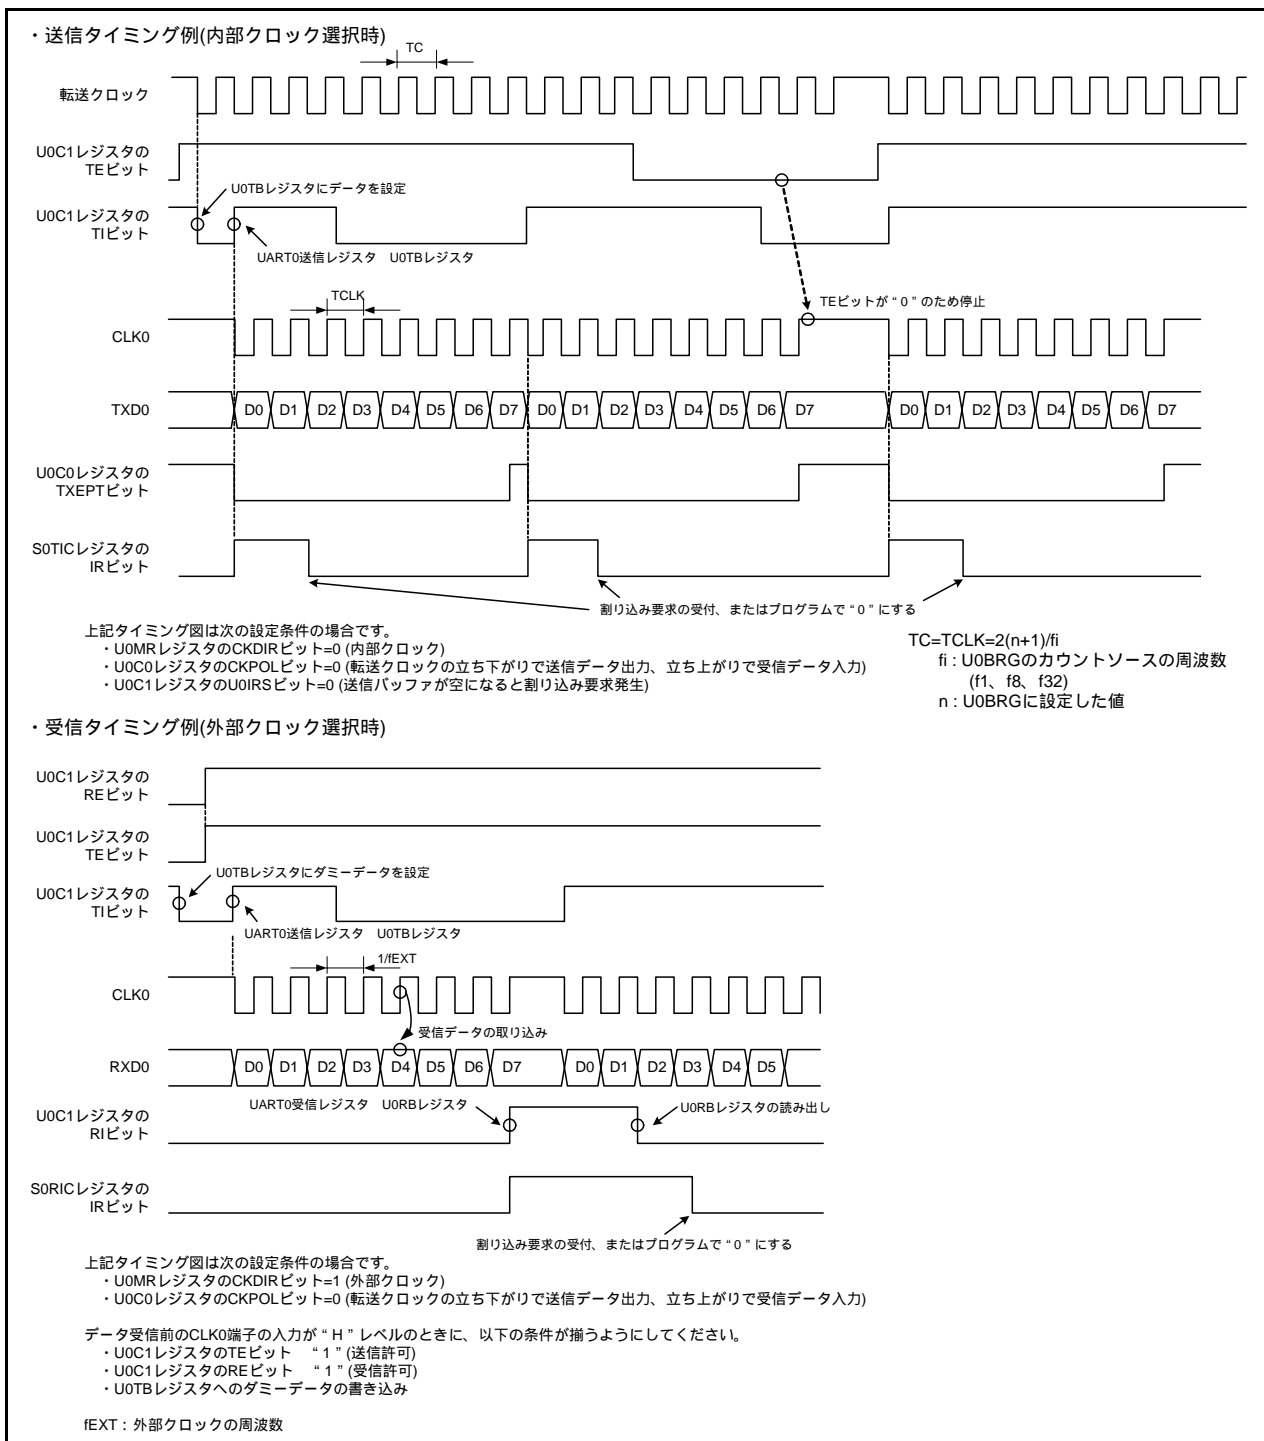 ・送信タイミング例(内部クロック選択時)
TC
転送クロック
U0C1レジスタの
TEビット
U0TBレジスタにデータを設定
U0C1レジスタの
TIビット
UART0送信レジスタ　U0TBレジスタ
TCLK
TEビットが“0”のため停止
CLK0
TXD0
D0 D1 D2 D3 D4 D5 D6 D7 D0 D1 D2 D3 D4 D5 D6 D7 D0 D1 D2 D3 D4 D5 D6 D7
U0C0レジスタの
TXEPTビット
S0TICレジスタの
IRビット
割り込み要求の受付、またはプログラムで“0”にする
上記タイミング図は次の設定条件の場合です。
・U0MRレジスタのCKDIRビット=0 (内部クロック)
・U0C0レジスタのCKPOLビット=0 (転送クロックの立ち下がりで送信データ出力、立ち上がりで受信データ入力)
・U0C1レジスタのU0IRSビット=0 (送信バッファが空になると割り込み要求発生)
TC=TCLK=2(n+1)/fi
fi : U0BRGのカウントソースの周波数
(f1、f8、f32)
n : U0BRGに設定した値
・受信タイミング例(外部クロック選択時)
U0C1レジスタの
REビット
U0C1レジスタの
TEビット
U0TBレジスタにダミーデータを設定
U0C1レジスタの
TIビット
UART0送信レジスタ　U0TBレジスタ
1/fEXT
CLK0
受信データの取り込み
RXD0
D0 D1 D2 D3 D4 D5 D6 D7 D0 D1 D2 D3 D4 D5
UART0受信レジスタ　U0RBレジスタ
U0RBレジスタの読み出し
U0C1レジスタの
RIビット
S0RICレジスタの
IRビット
割り込み要求の受付、またはプログラムで“0”にする
上記タイミング図は次の設定条件の場合です。
・U0MRレジスタのCKDIRビット=1 (外部クロック)
・U0C0レジスタのCKPOLビット=0 (転送クロックの立ち下がりで送信データ出力、立ち上がりで受信データ入力)
データ受信前のCLK0端子の入力が“H”レベルのときに、以下の条件が揃うようにしてください。
・U0C1レジスタのTEビット　“1”(送信許可)
・U0C1レジスタのREビット　“1”(受信許可)
・U0TBレジスタへのダミーデータの書き込み
fEXT : 外部クロックの周波数